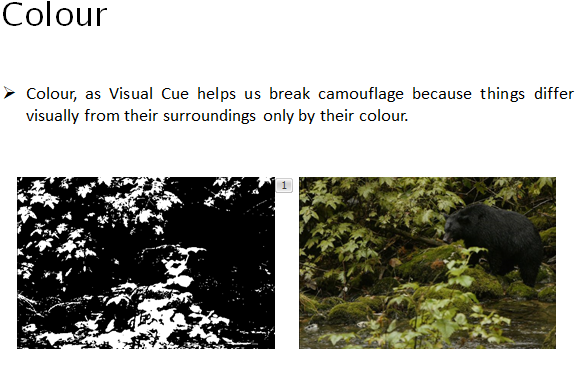 Colour
➢ Colour, as Visual Cue helps us break camouflage because things differ
visually from their surroundings only by their colour.
1